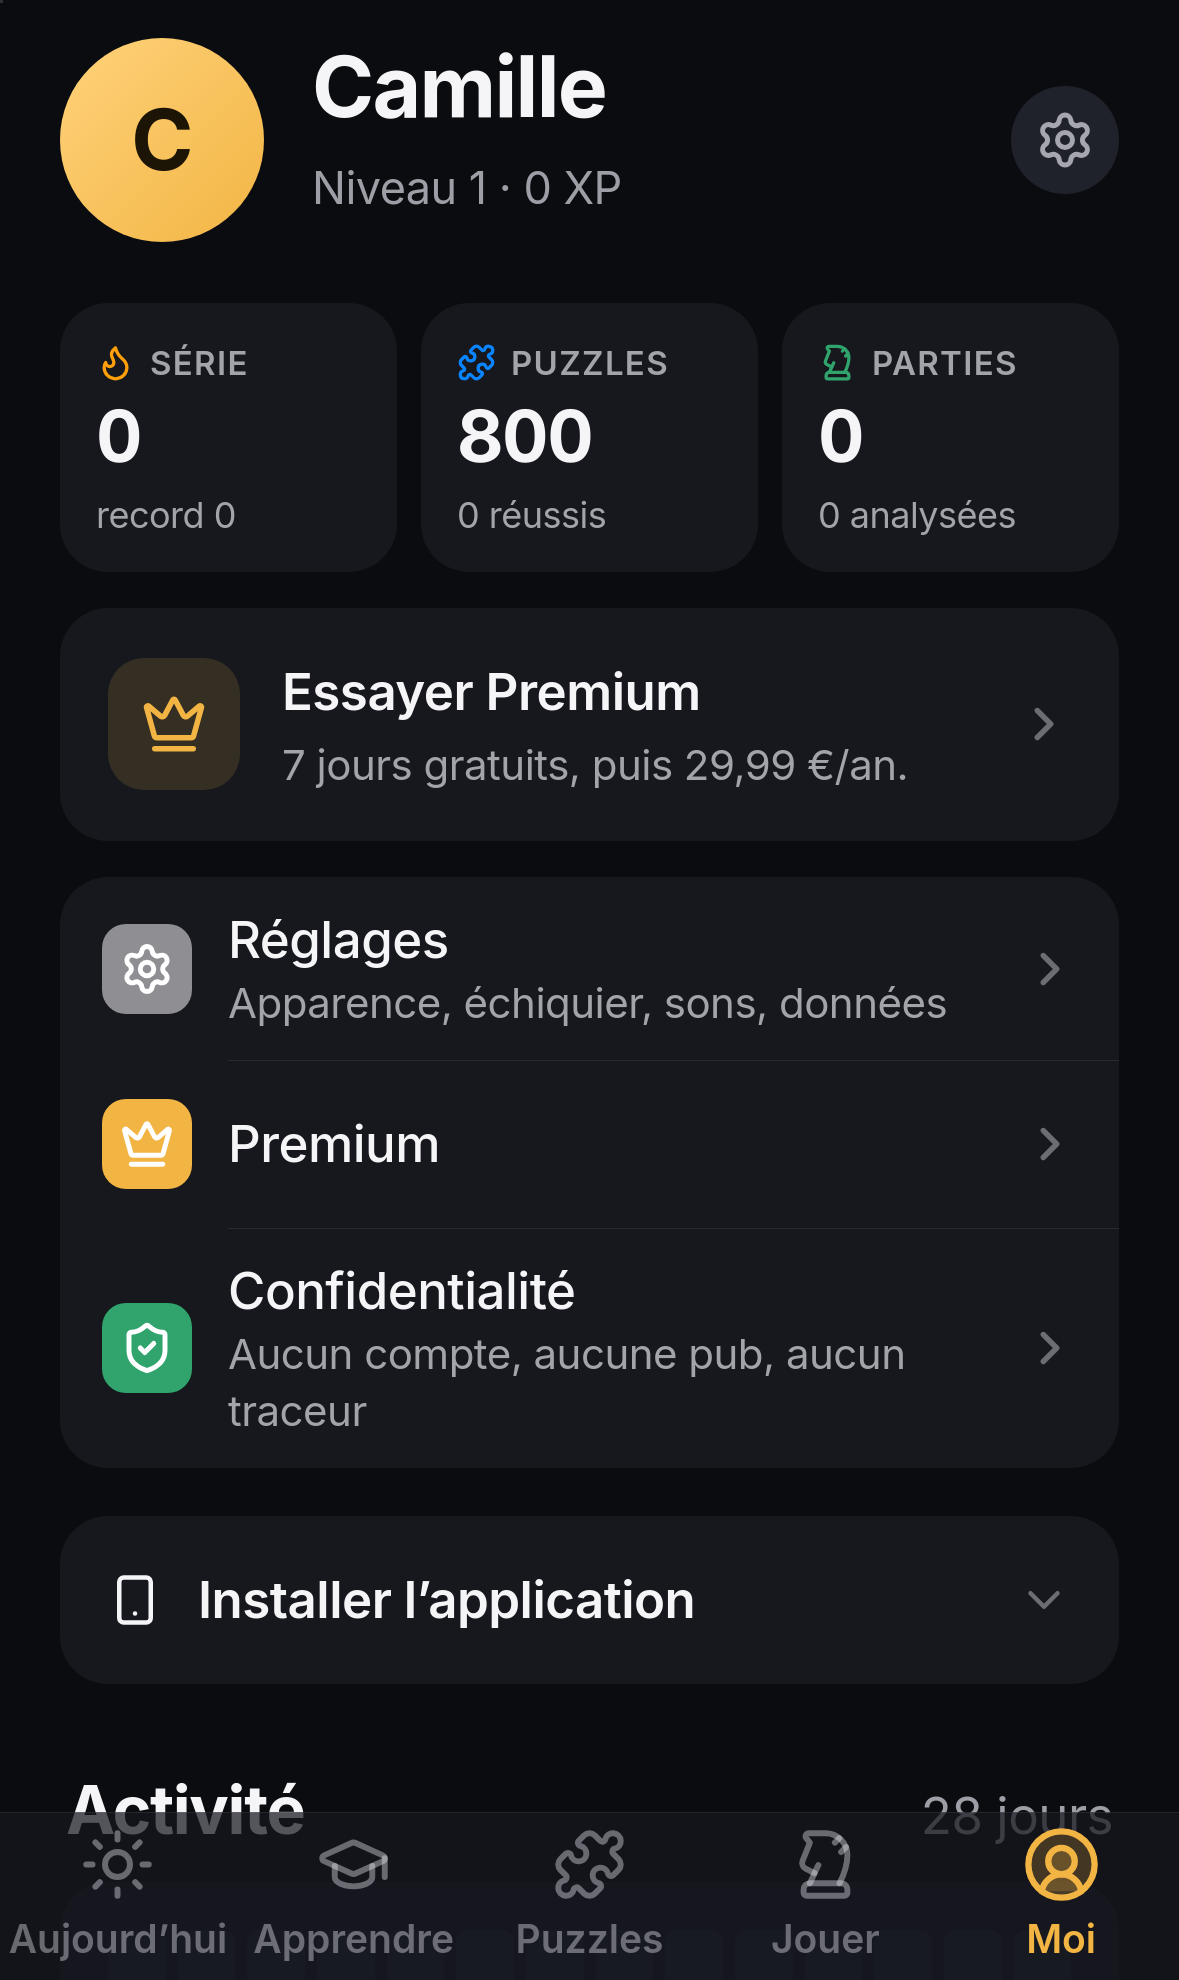 C
Camille
Niveau 1 · 0 XP
SÉRIE
0
record 0
PUZZLES
800
0 réussis
PARTIES
0
0 analysées
Essayer Premium
7 jours gratuits, puis 29,99 €/an.
Réglages
Apparence, échiquier, sons, données
Premium
Confidentialité
Aucun compte, aucune pub, aucun
traceur
Installer l’application
Activité
28 jours
Aujourd’hui
Apprendre
Puzzles
Jouer
Moi